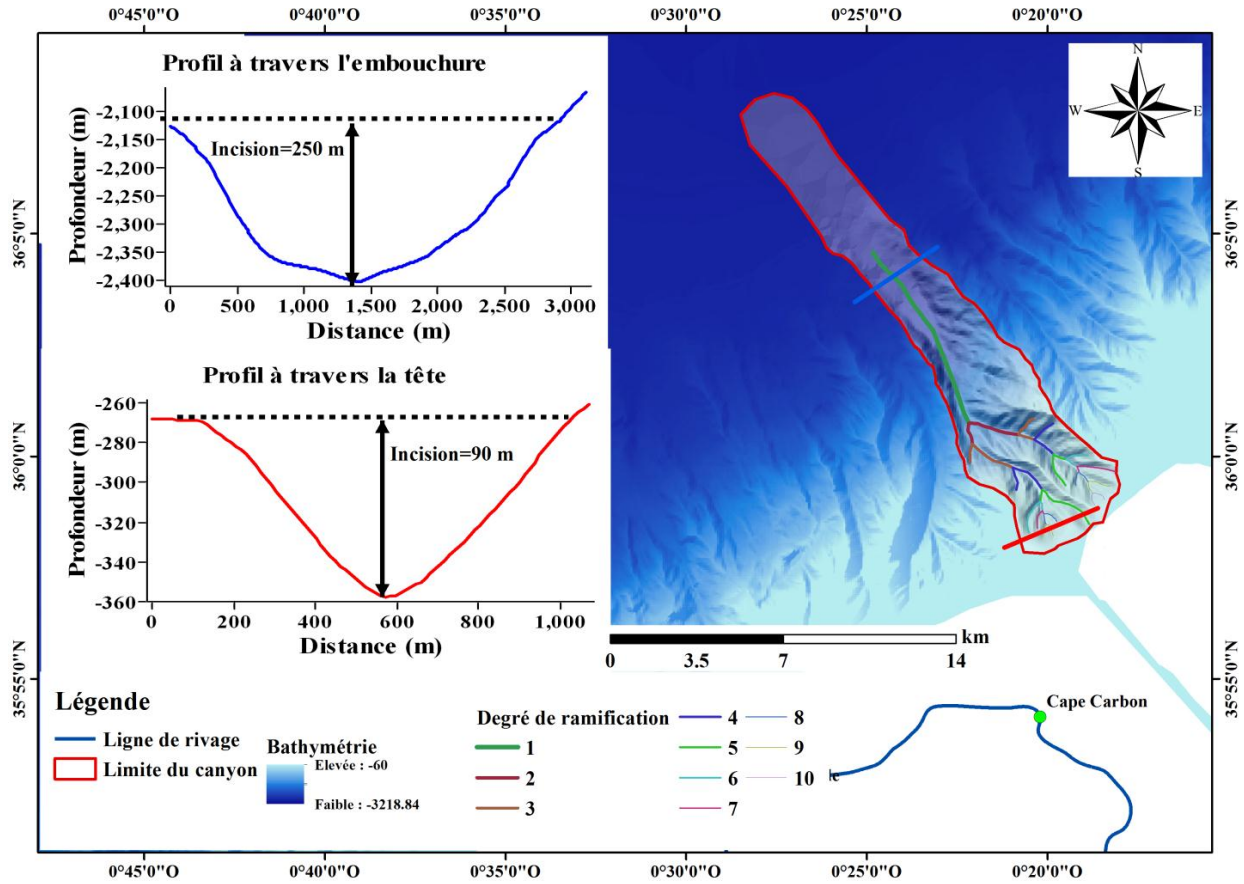 0°45'0"O 0°40'0"O 0°35'0"O 0°30'0"O 0°25'0"O 0°20'0"O
Profil à travers l'embouchure
Profondeur (m)
-2,100
-2,150
-2,200
-2,250
-2,300
-2,350
-2,400
Incision=250 m
0 500 1,000 1,500 2,000 2,500 3,000
Distance (m)
Profil à travers la tête
Profondeur (m)
-260
-280
-300
-320
-340
-360
Incision=90 m
0 200 400 600 800 1,000
Distance (m)
N
W E
S
36°5'0"N 36°5'0"N
36°0'0"N 36°0'0"N
35°55'0"N 35°55'0"N
km
0 3.5 7 14
Légende
Ligne de rivage
Limite du canyon
Bathymétrie
Elevée : -60
Faible : -3218.84
Degré de ramification
1
2
3
4
5
6
7
8
9
10
Cape Carbon
0°45'0"O 0°40'0"O 0°35'0"O 0°30'0"O 0°25'0"O 0°20'0"O